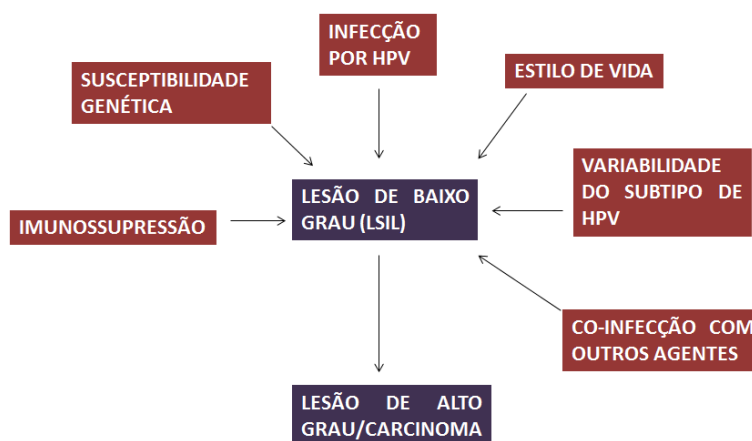 INFECÇÃO
POR HPV
SUSCEPTIBILIDADE
GENÉTICA
ESTILO DE VIDA
LESÃO DE BAIXO
GRAU (LSIL)
VARIABILIDADE
DO SUBTIPO DE
HPV
IMUNOSSUPRESSÃO
CO-INFECÇÃO COM
OUTROS AGENTES
LESÃO DE ALTO
GRAU/CARCINOMA